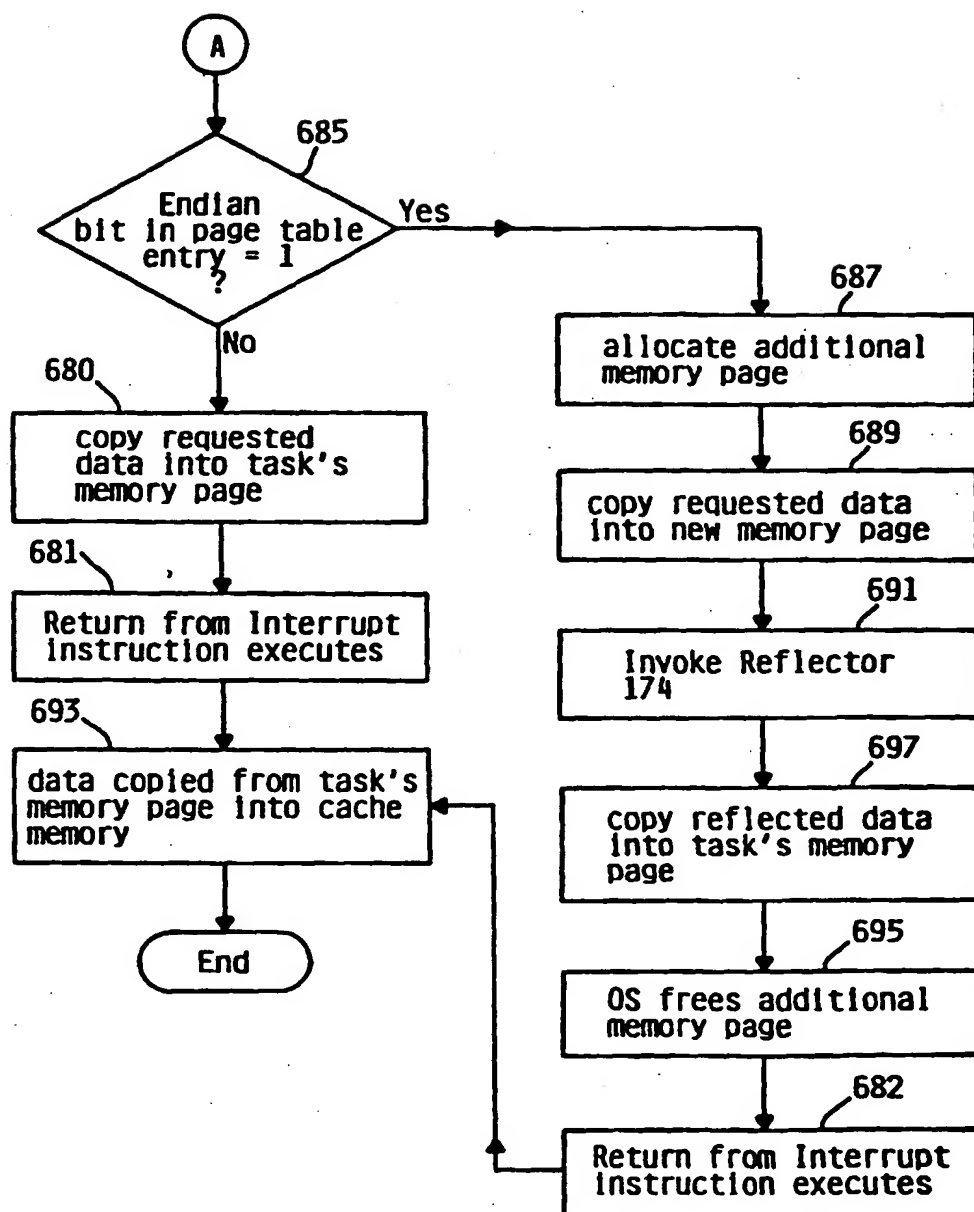 A
685
Endian
bit in page table
entry = 1
?
Yes
No
680
copy requested
data into task's
memory page
681
Return from Interrupt
instruction executes
693
data copied from task's
memory page into cache
memory
End
687
allocate additional
memory page
689
copy requested data
into new memory page
691
Invoke Reflector
174
697
copy reflected data
into task's memory
page
695
OS frees additional
memory page
682
Return from Interrupt
instruction executes